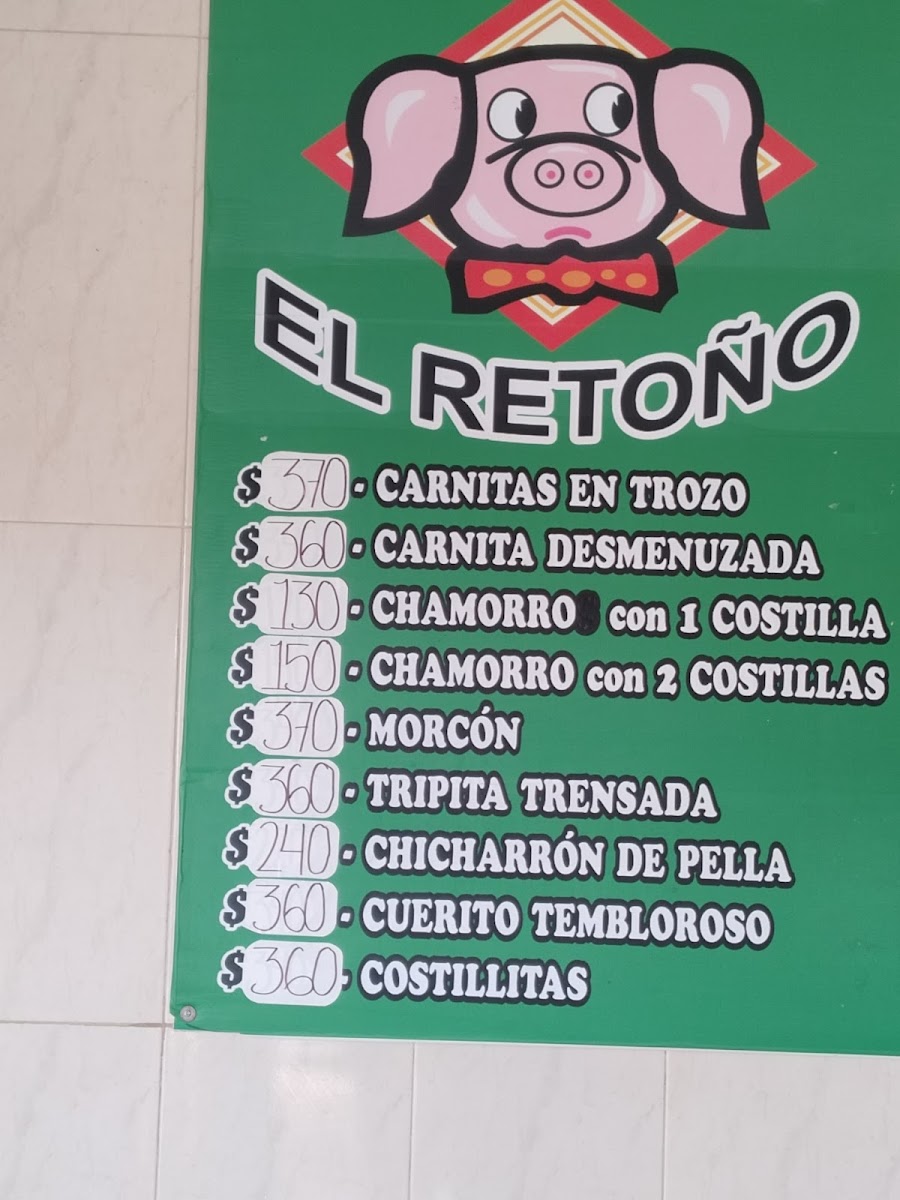 EL RETOÑO
$ 370 - CARNITAS EN TROZO
$ 360 - CARNITA DESMENUZADA
$ 130 - CHAMORRO con 1 COSTILLA
$ 150 - CHAMORRO con 2 COSTILLAS
$ 370 - MORCÓN
$ 360 - TRIPITA TRENSADA
$ 240 - CHICHARRÓN DE PELLA
$ 360 - CUERITO TEMBLOROSO
$ 360 - COSTILLITAS